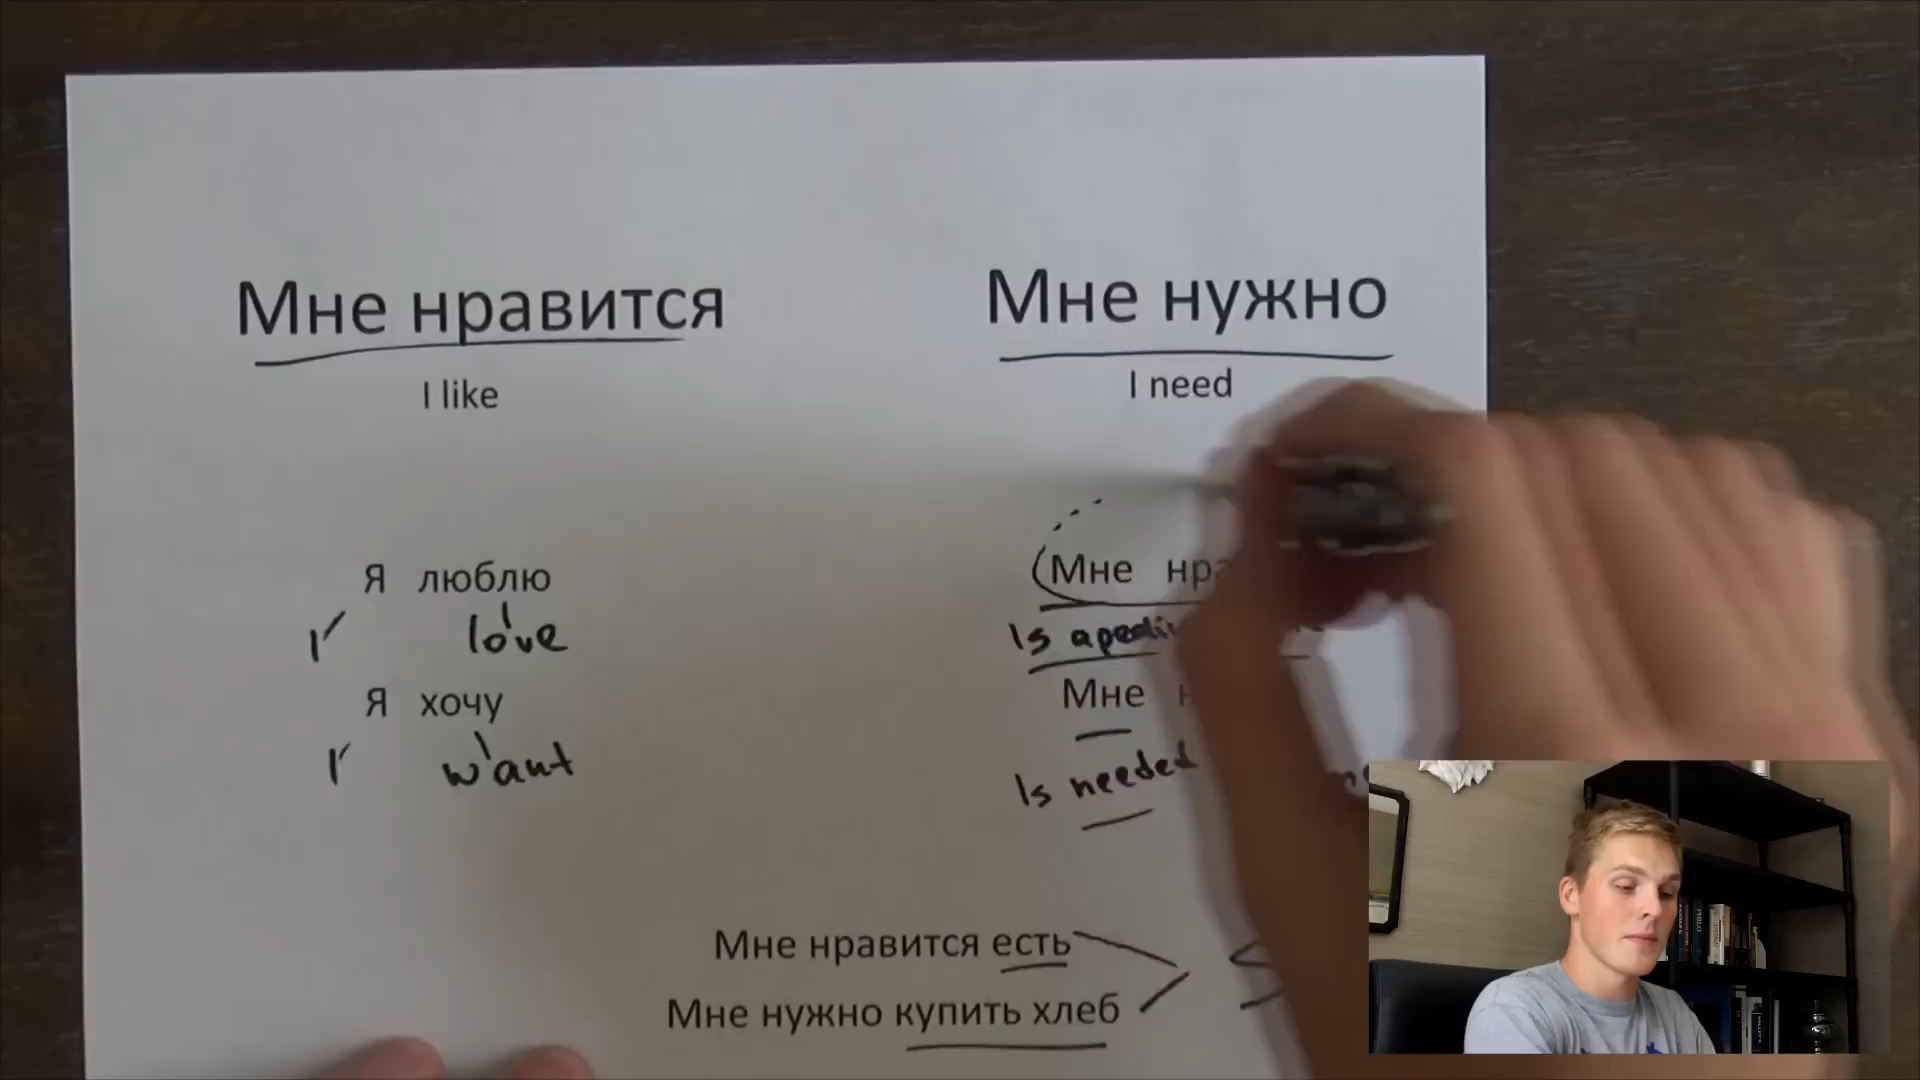 Мне нравится
I like
Я люблю
I love
Я хочу
I want
Мне нужно
I need
Мне
Is
Мне
Is needed
Мне нравится есть
Мне нужно купить хлеб